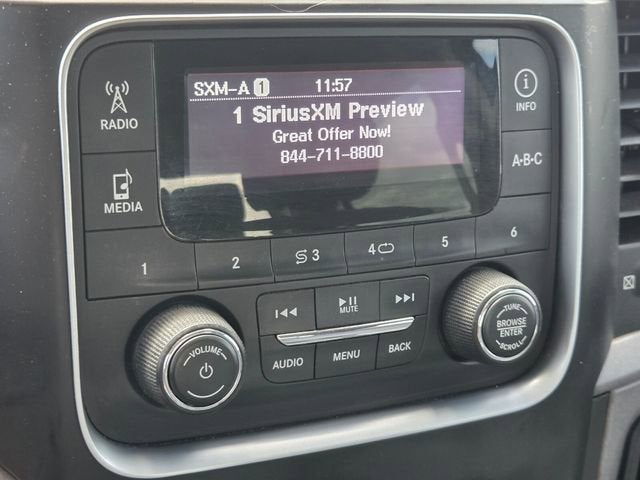 SXM-A 1 11:57
1 SiriusXM Preview
Great Offer Now!
844-711-8800
RADIO
MEDIA
i
INFO
A-B-C
1 2 3 4 5 6
MUTE
AUDIO MENU BACK
VOLUME
TUNE
BROWSE
ENTER
SCROLL